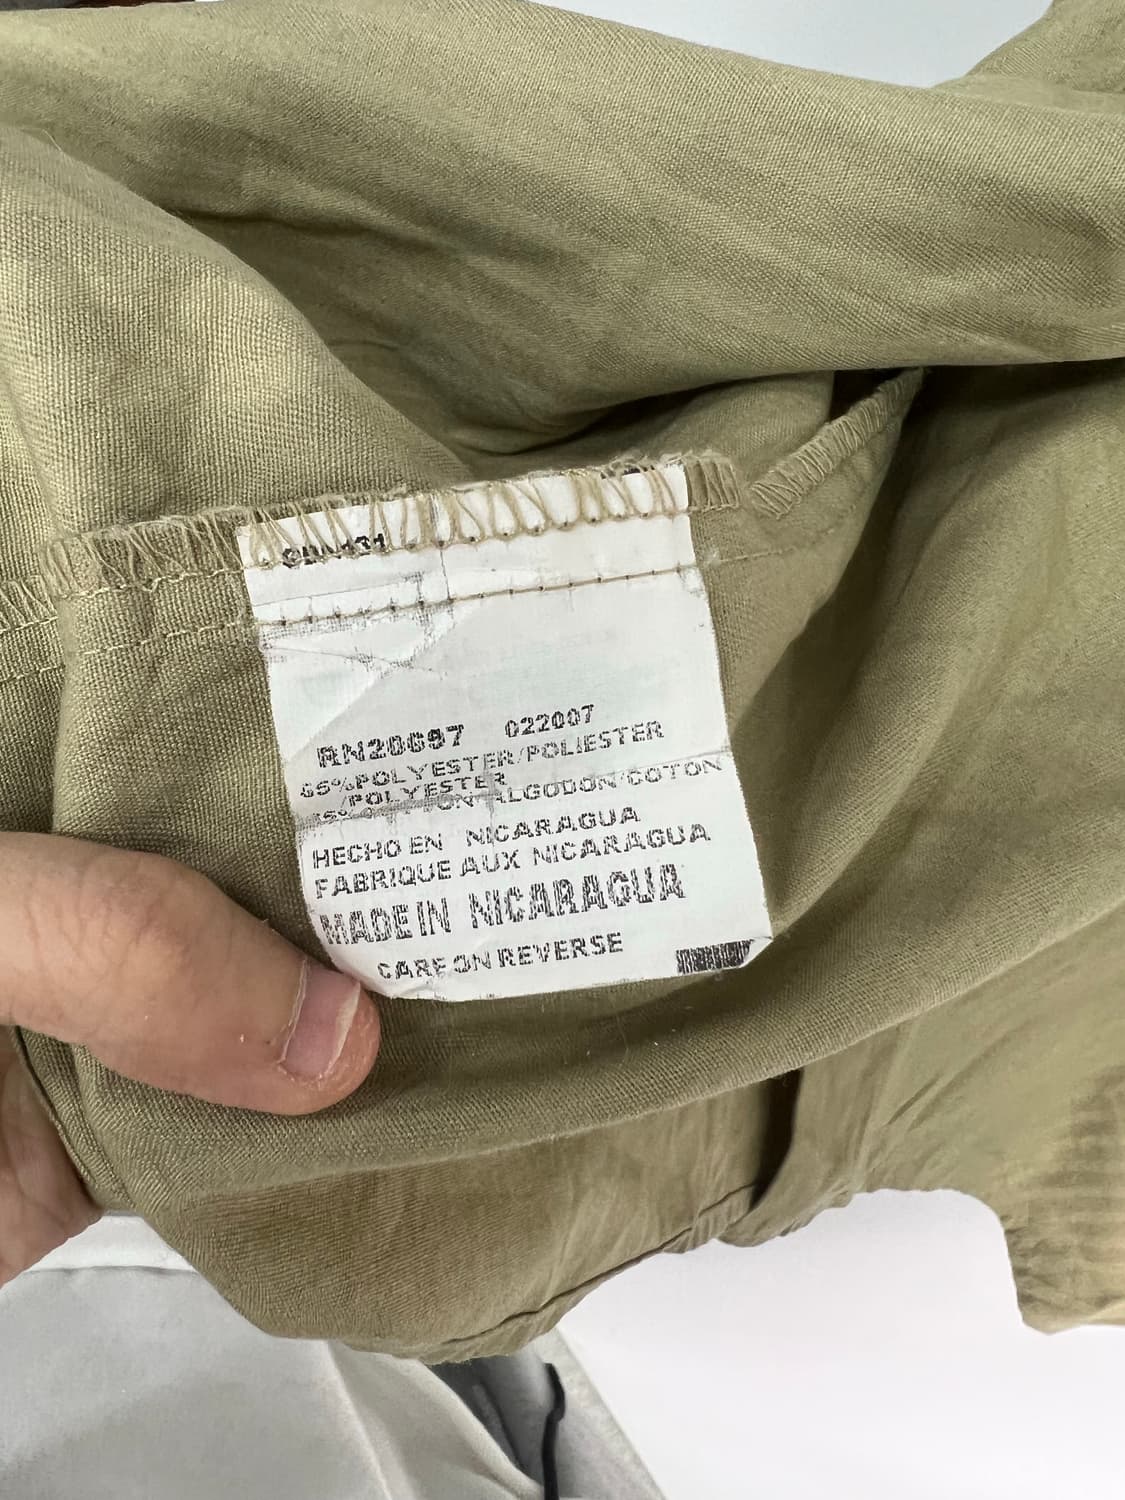 RN20697 022007
65%POLYESTER/POLIESTER
/POLYESTER
ALGODON/COTON
HECHO EN NICARAGUA
FABRIQUE AUX NICARAGUA
MADE IN NICARAGUA
CARE ON REVERSE